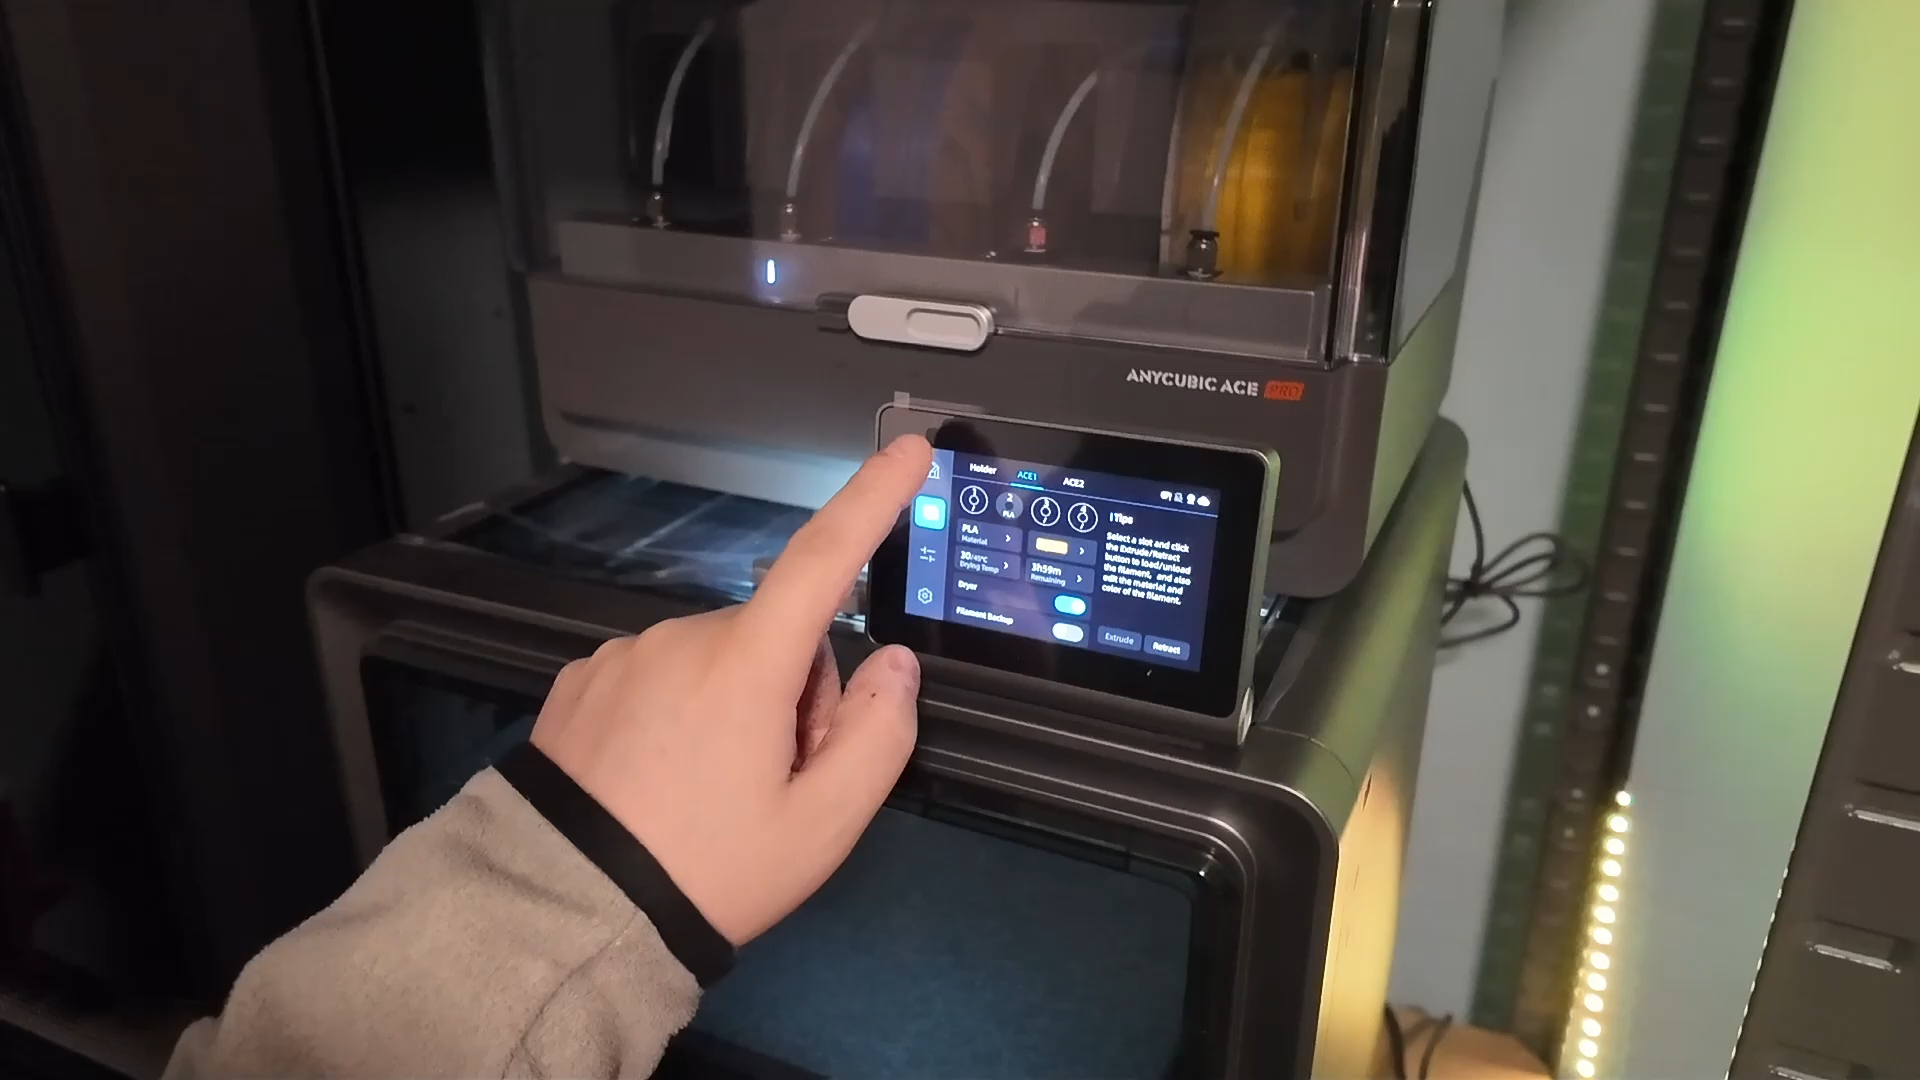 ANYCUBIC ACE PRO
Holder
ACE1
ACE2
2
PLA
PLA
Material
30/45°C
Drying Temp
3h59m
Remaining
Dryer
Filament Backup
Tips
Select a slot and click
the Extrude/Retract
button to load/unload
the filament, and also
edit the material and
color of the filament.
Extrude
Retract